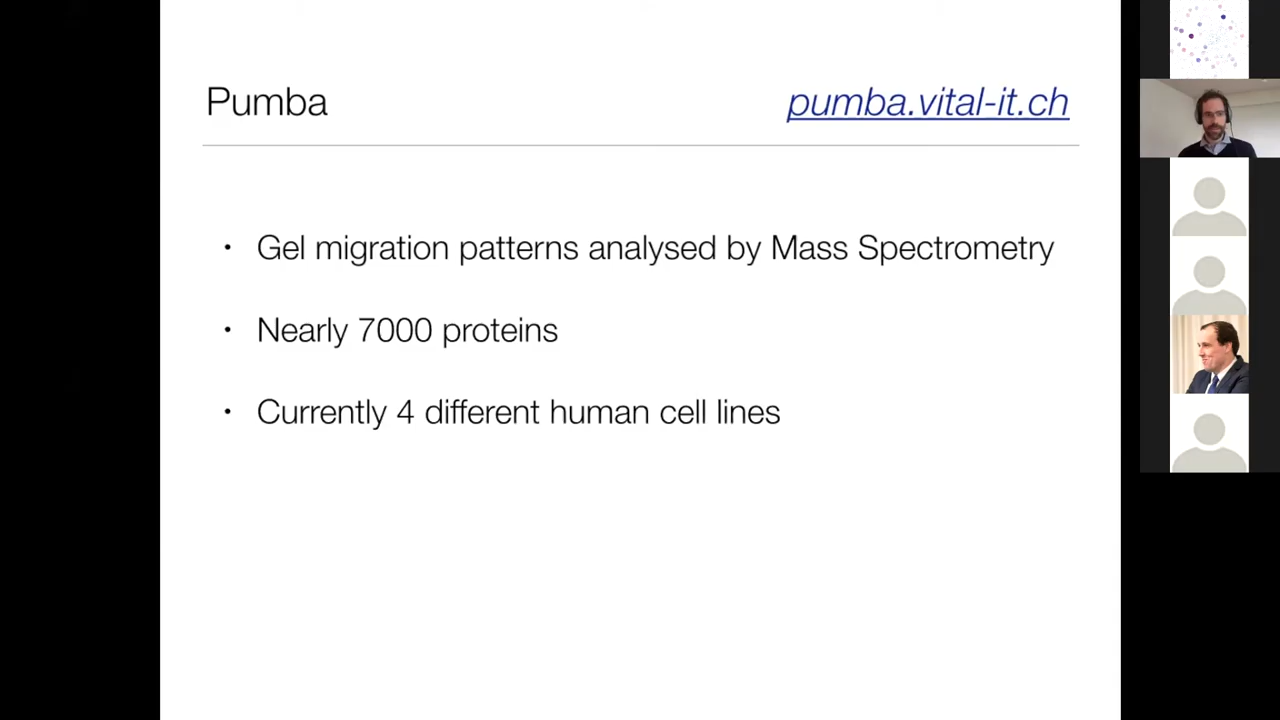 Pumba
pumba.vital-it.ch
• Gel migration patterns analysed by Mass Spectrometry
• Nearly 7000 proteins
• Currently 4 different human cell lines